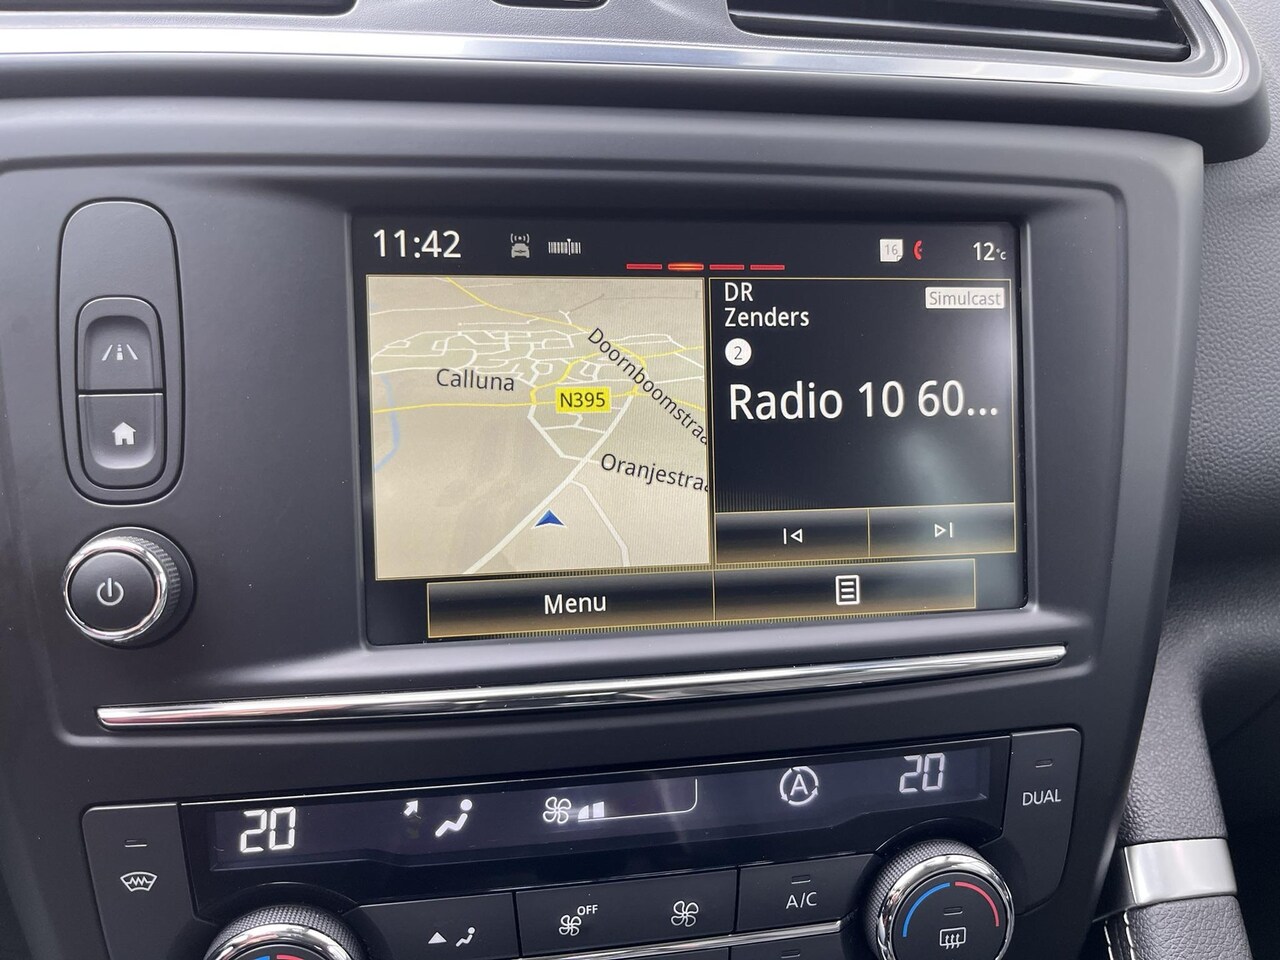 11:42
16
12°C
DR
Zenders
Simulcast
2
Radio 10 60...
Doornboomstraa
Calluna
N395
Oranjestraa
Menu
20
A
20
DUAL
OFF
A/C